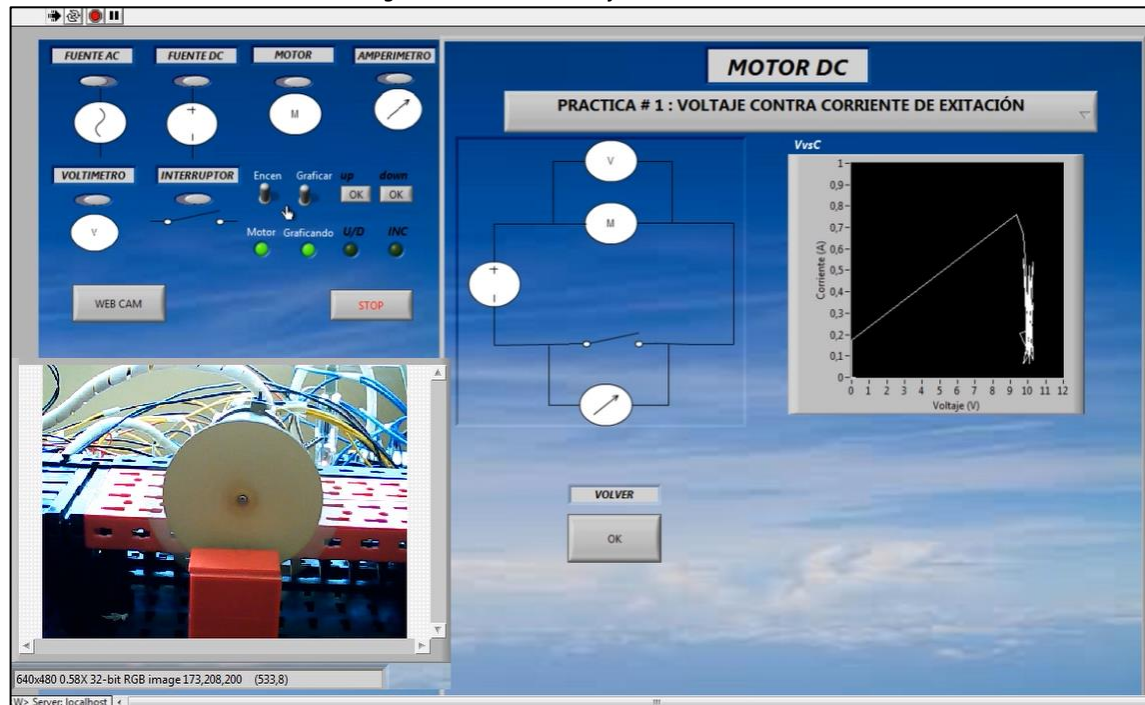 FUENTE AC FUENTE DC MOTOR AMPERIMETRO
M
VOLTIMETRO INTERRUPTOR Encen Graficar up down
OK OK
V
Motor Graficando U/D INC
WEB CAM STOP
640x480 0.58X 32-bit RGB image 173,208,200 (533,8)
W> Server: localhost
MOTOR DC
PRACTICA # 1 : VOLTAJE CONTRA CORRIENTE DE EXITACIÓN
V
M
VvsC
1
0,9
0,8
0,7
0,6
0,5
0,4
0,3
0,2
0,1
0
Corriente (A)
0 1 2 3 4 5 6 7 8 9 10 11 12
Voltaje (V)
VOLVER
OK